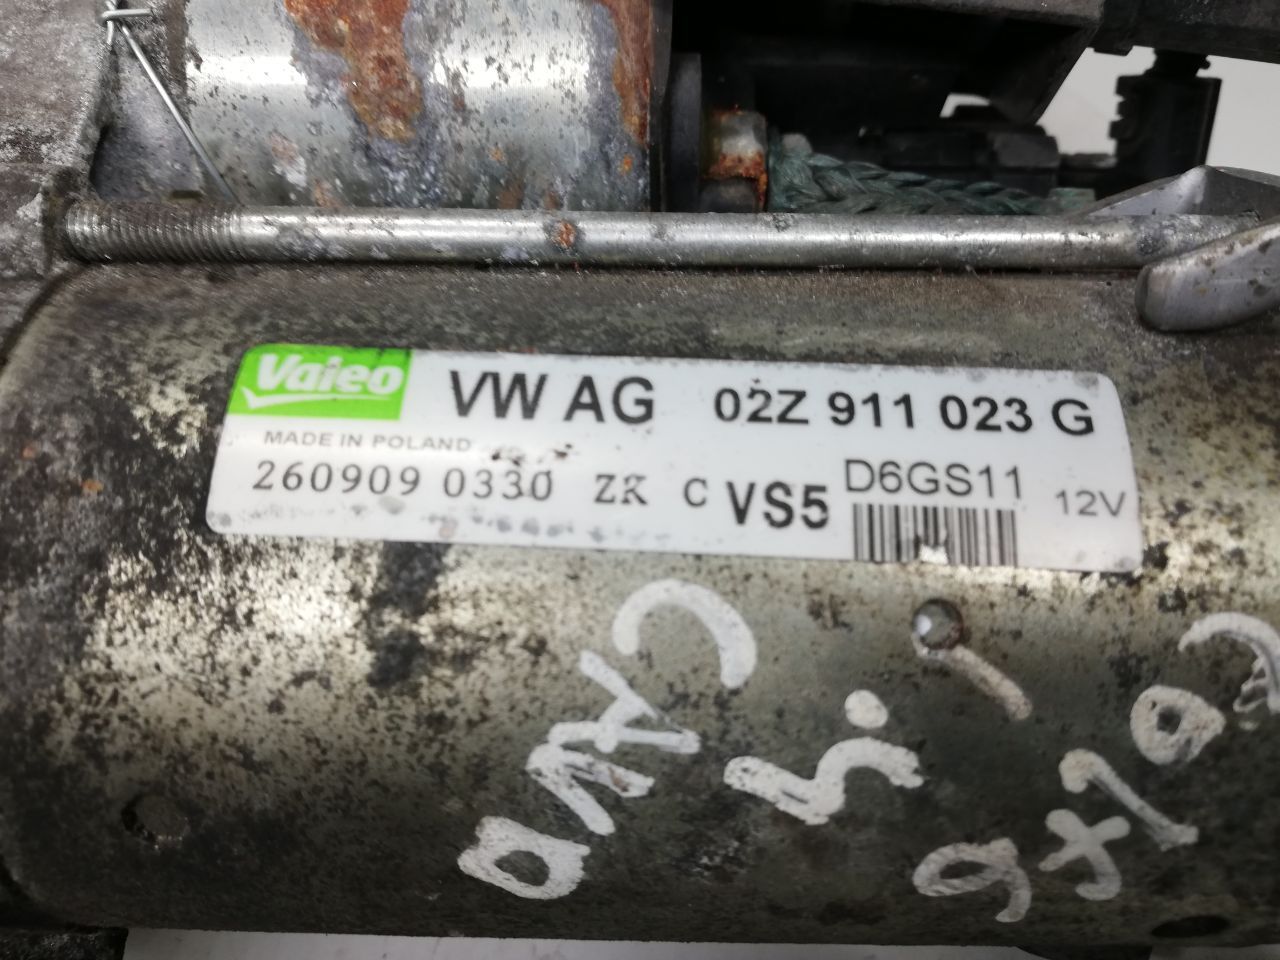 Valeo VW AG 02Z 911 023 G
MADE IN POLAND
260909 0330 ZK C VS5 D6GS11 12V